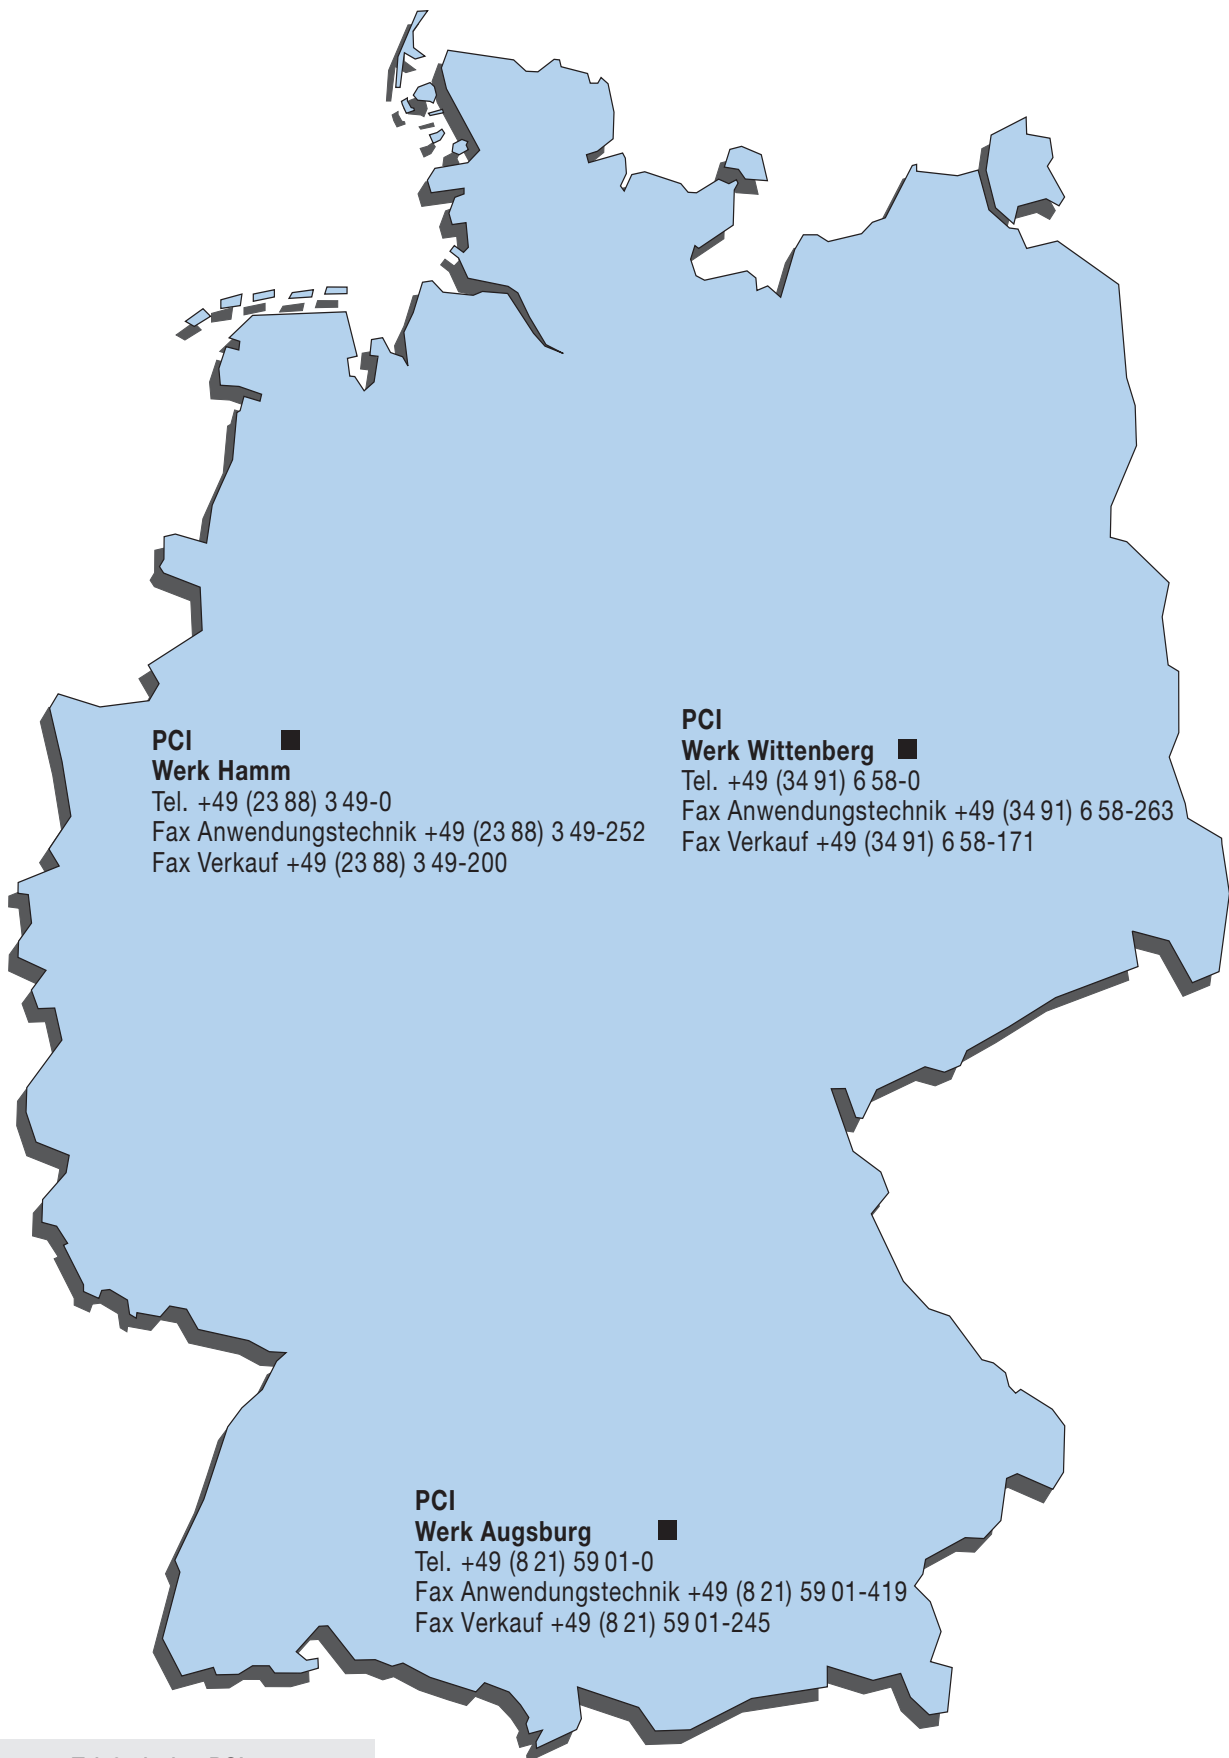 PCI
Werk Hamm
Tel. +49 (23 88) 3 49-0
Fax Anwendungstechnik +49 (23 88) 3 49-252
Fax Verkauf +49 (23 88) 3 49-200
PCI
Werk Wittenberg
Tel. +49 (34 91) 6 58-0
Fax Anwendungstechnik +49 (34 91) 6 58-263
Fax Verkauf +49 (34 91) 6 58-171
PCI
Werk Augsburg
Tel. +49 (8 21) 59 01-0
Fax Anwendungstechnik +49 (8 21) 59 01-419
Fax Verkauf +49 (8 21) 59 01-245